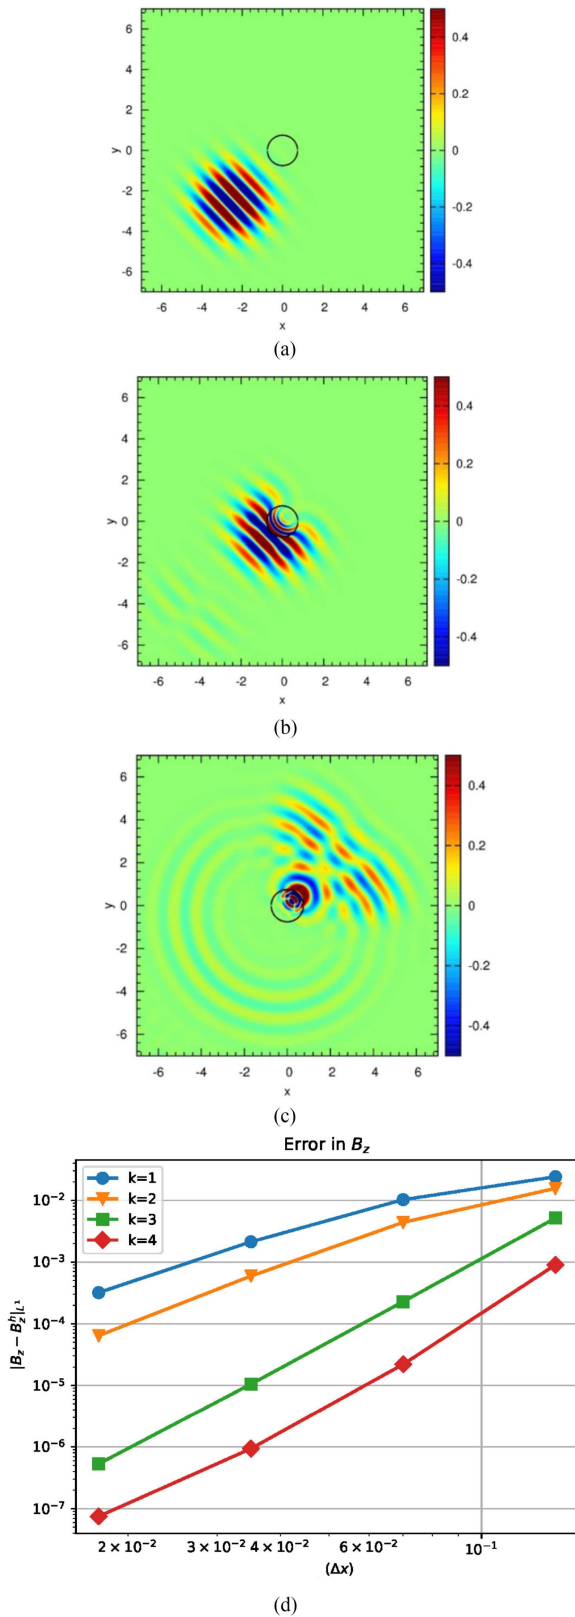 6
4
2
0
-2
-4
-6
y
-6 -4 -2 0 2 4 6
x
0.4
0.2
0
-0.2
-0.4
(a)
6
4
2
0
-2
-4
-6
y
-6 -4 -2 0 2 4 6
x
0.4
0.2
0
-0.2
-0.4
(b)
6
4
2
0
-2
-4
-6
y
-6 -4 -2 0 2 4 6
x
0.4
0.2
0
-0.2
-0.4
(c)
Error in B_z
k=1
k=2
k=3
k=4
10⁻²
10⁻³
10⁻⁴
10⁻⁵
10⁻⁶
10⁻⁷
|B_z − B_z^h|_{L¹}
2 × 10⁻² 3 × 10⁻² 4 × 10⁻² 6 × 10⁻² 10⁻¹
(Δx)
(d)